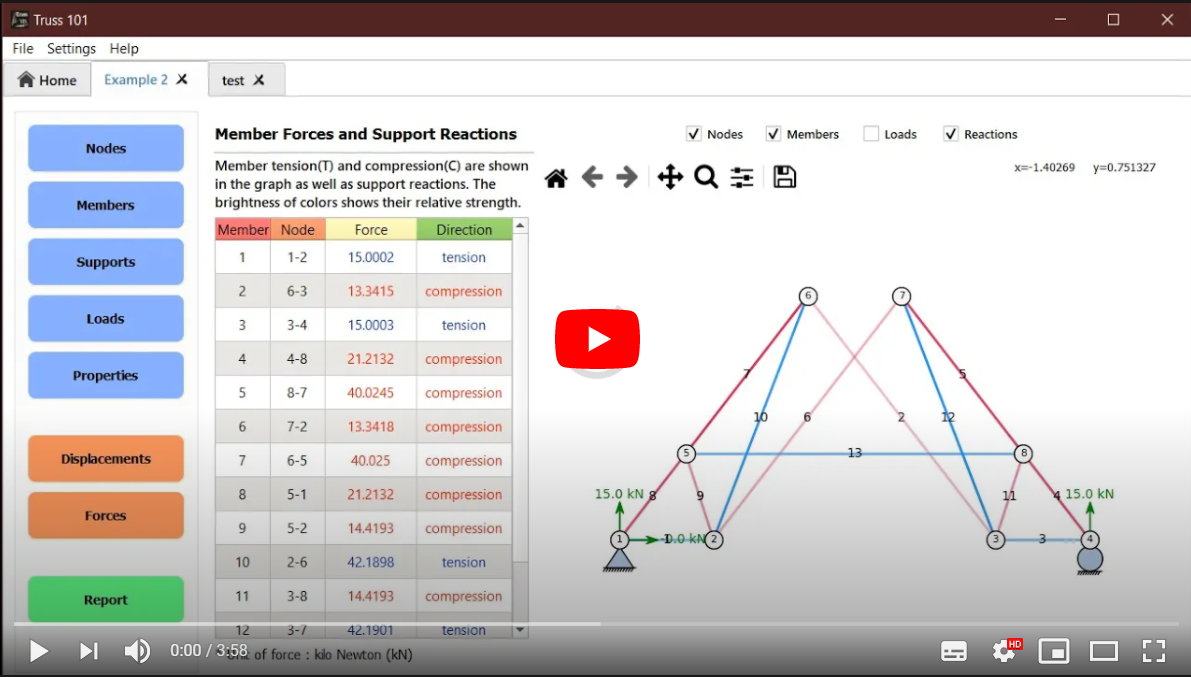 Truss 101
File Settings Help
Home Example 2 test
Nodes
Members
Supports
Loads
Properties
Displacements
Forces
Report
Member Forces and Support Reactions
Member tension(T) and compression(C) are shown
in the graph as well as support reactions. The
brightness of colors shows their relative strength.
Member Node Force Direction
1 1-2 15.0002 tension
2 6-3 13.3415 compression
3 3-4 15.0003 tension
4 4-8 21.2132 compression
5 8-7 40.0245 compression
6 7-2 13.3418 compression
7 6-5 40.025 compression
8 5-1 21.2132 compression
9 5-2 14.4193 compression
10 2-6 42.1898 tension
11 3-8 14.4193 compression
12 3-7 42.1901 tension
of force : kilo Newton (kN)
Nodes Members Loads Reactions
x=-1.40269 y=0.751327
6 7
7 5
10 6 2 12
5 13 8
15.0 kN 8 9 11 4 15.0 kN
1 0.0 kN 2 3 3 4
0:00 / 3:58
HD